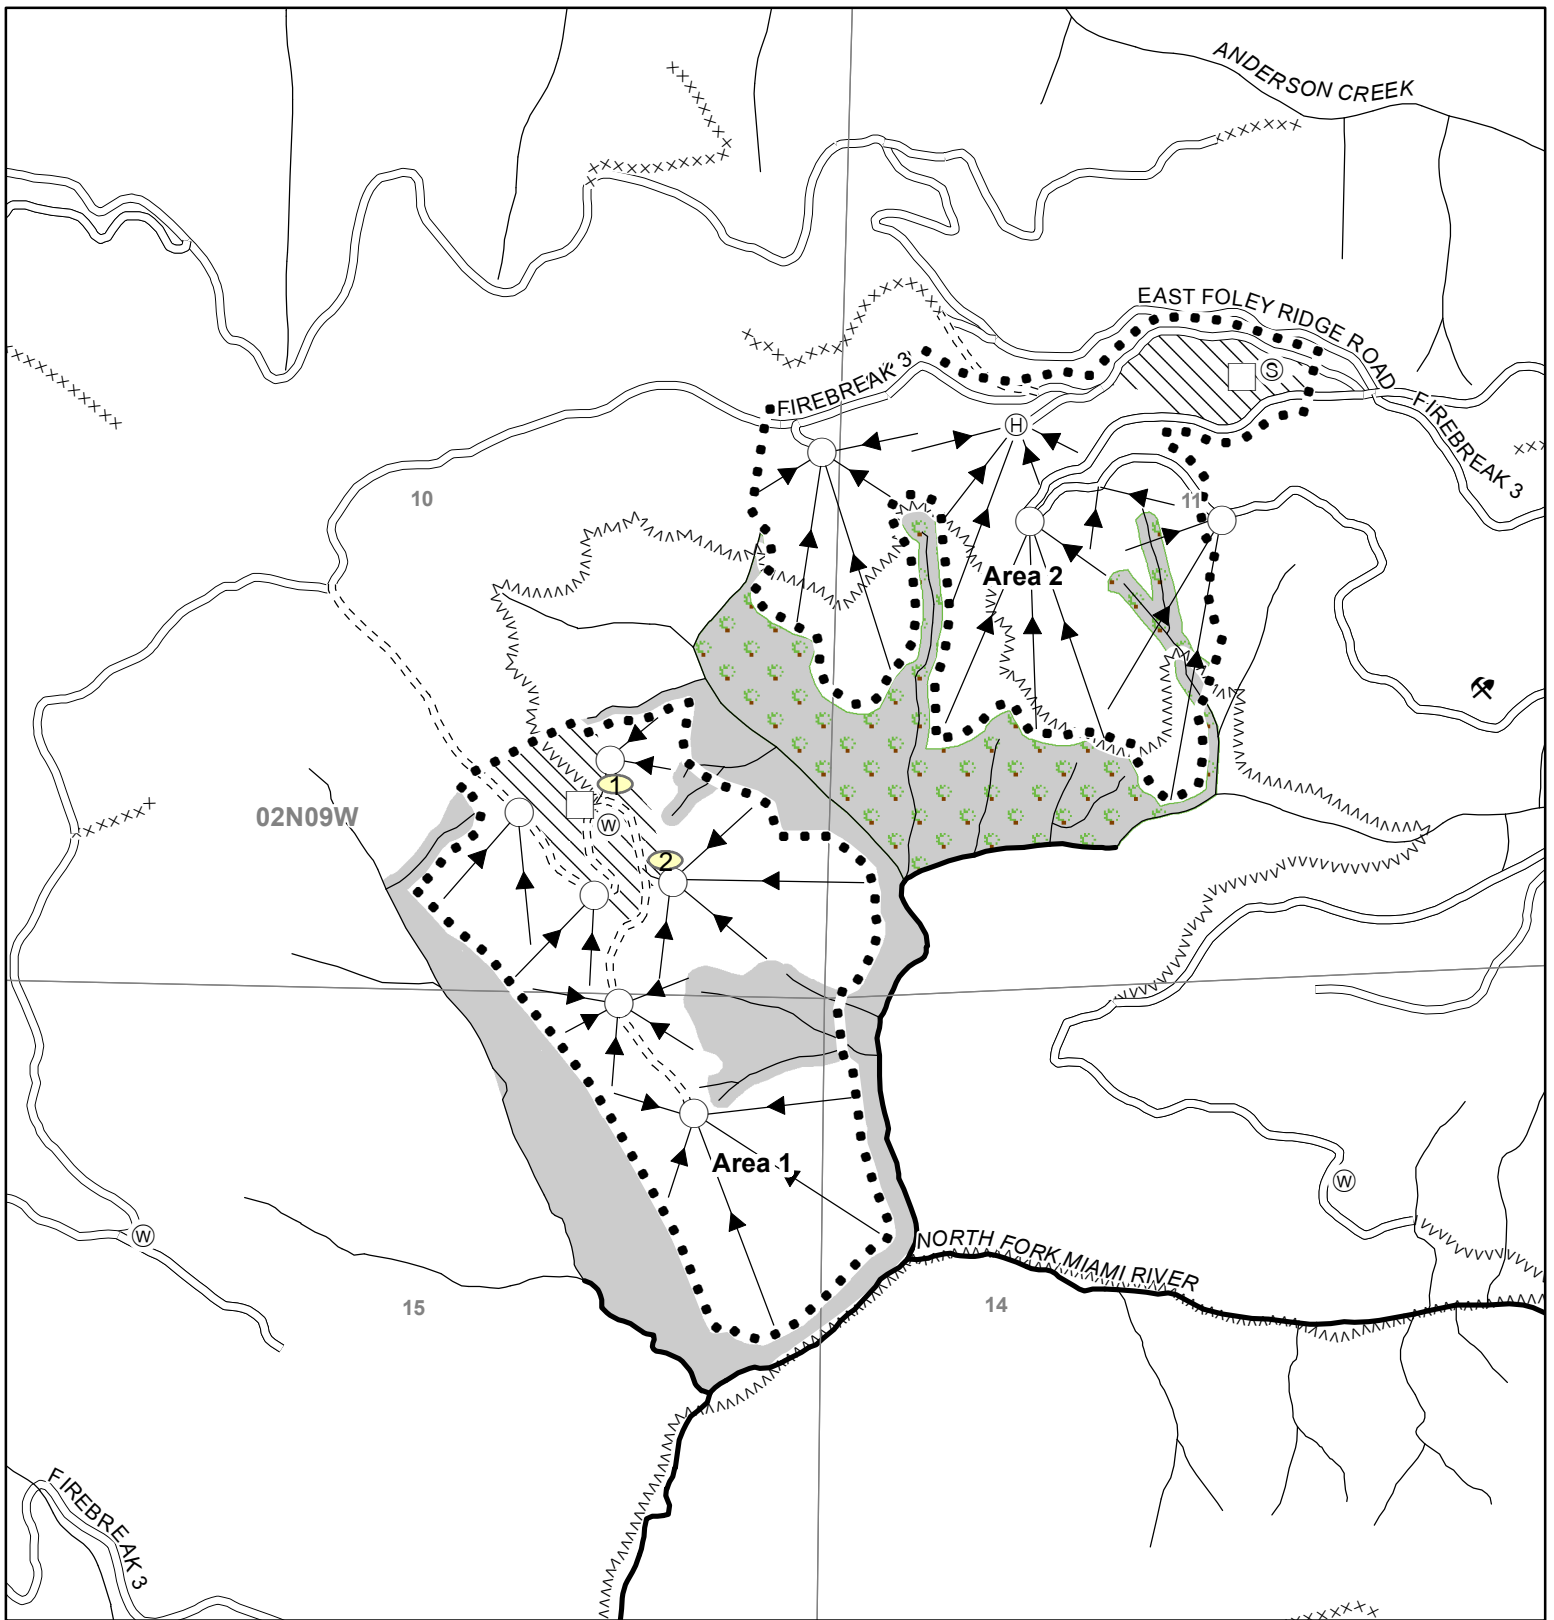 ANDERSON CREEK
EAST FOLEY RIDGE ROAD
FIREBREAK 3
S
FIREBREAK 3
H
10
11
Area 2
1
02N09W
W
2
Area 1
W
W
NORTH FORK MIAMI RIVER
15
14
FIREBREAK 3